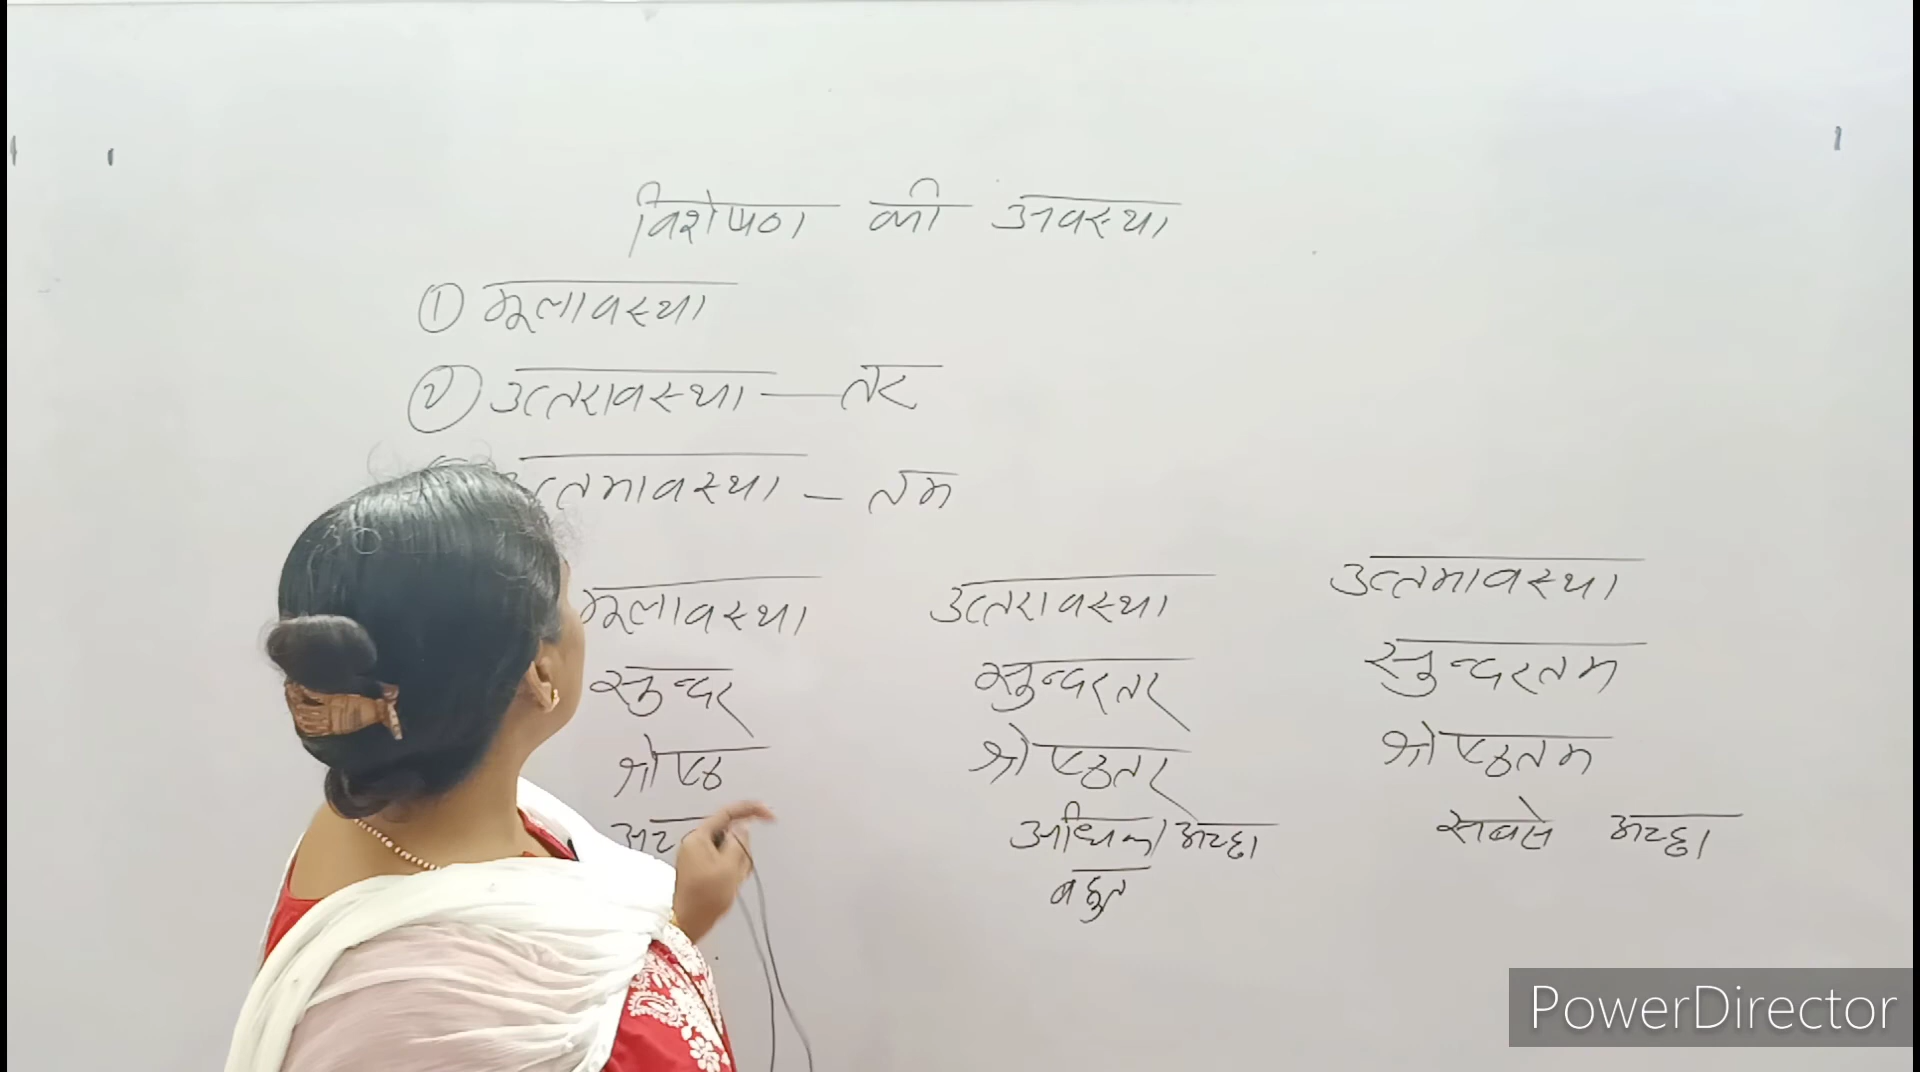 विशेषण की अवस्था
① मूलावस्था
② उत्तरावस्था — तर
उत्तमावस्था — तम
मूलावस्था उत्तरावस्था उत्तमावस्था
सुन्दर सुन्दरतर सुन्दरतम
श्रेष्ठ श्रेष्ठतर श्रेष्ठतम
अधिक अच्छा सबसे अच्छा
बहुत
PowerDirector